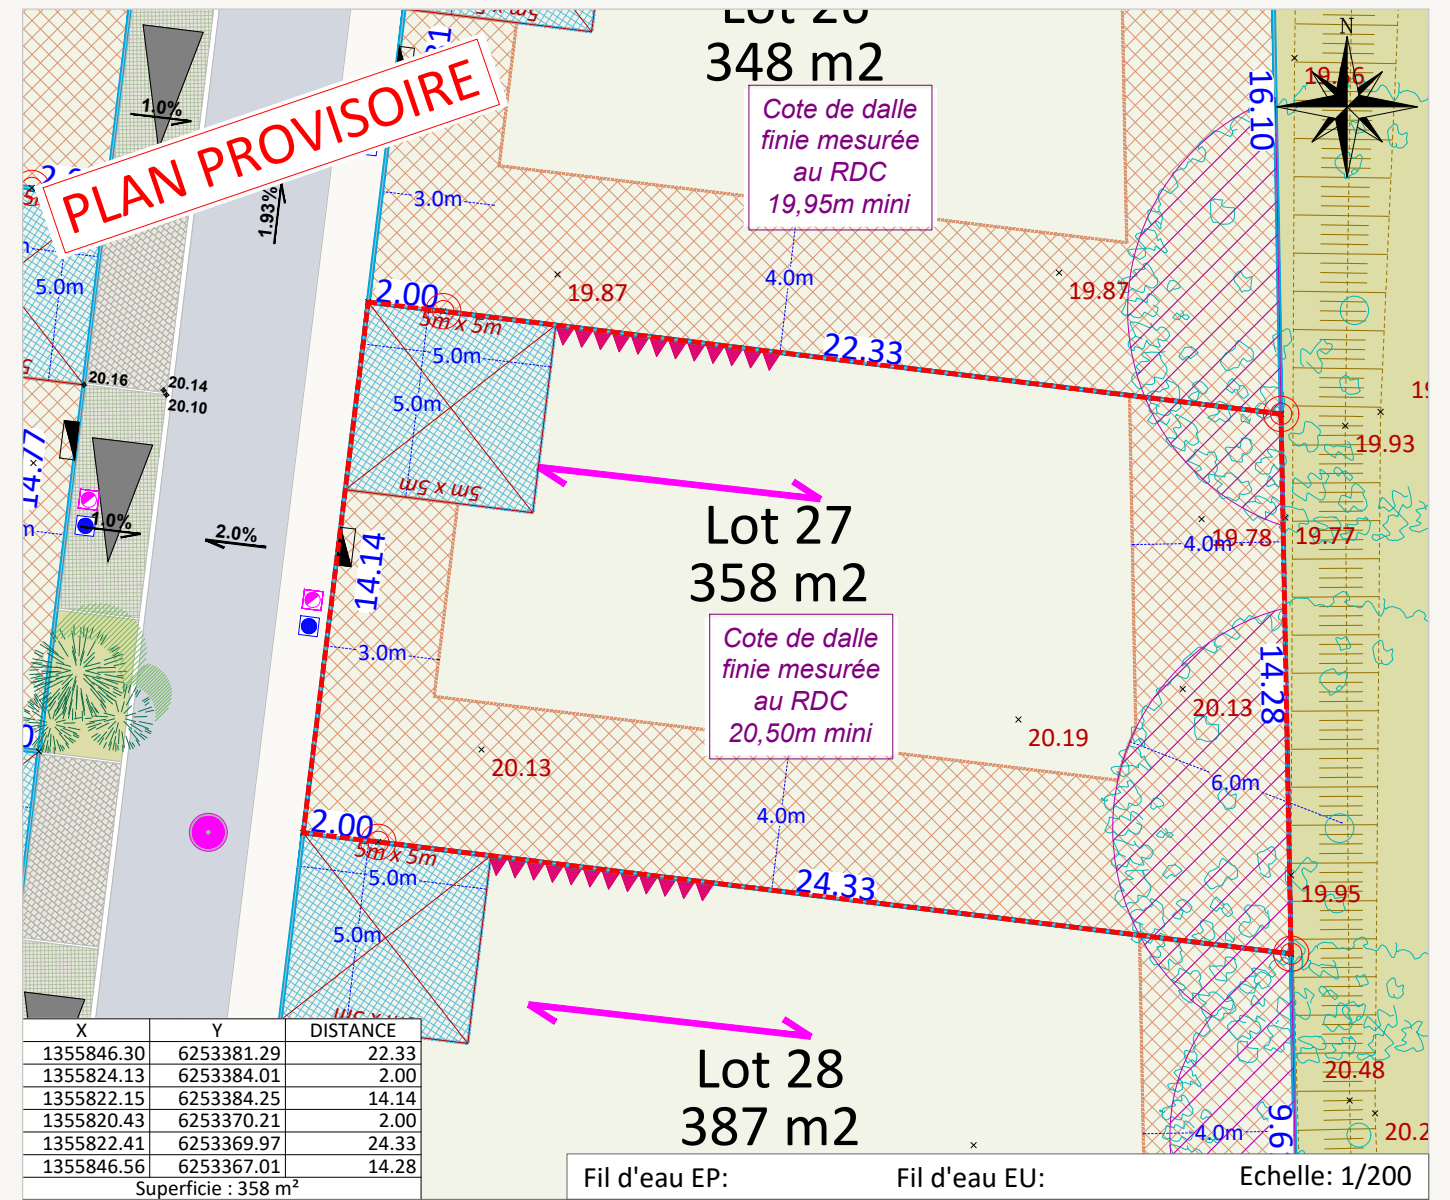 348 m2
Cote de dalle
finie mesurée
au RDC
19,95m mini
N
16.10
1.0%
PLAN PROVISOIRE
1.93%
3.0m
4.0m
5.0m
19.87
19.87
2.00
5m x 5m
5.0m
5.0m
5m x 5m
22.33
20.16
20.14
20.10
19.93
14.77
1.0%
2.0%
Lot 27
358 m2
14.14
4.0m
19.78
19.77
3.0m
Cote de dalle
finie mesurée
au RDC
20,50m mini
14.28
20.13
20.19
20.13
6.0m
4.0m
2.00
5m x 5m
5.0m
5.0m
24.33
19.95
Lot 28
387 m2
20.48
4.0m
X Y DISTANCE
1355846.30 6253381.29 22.33
1355824.13 6253384.01 2.00
1355822.15 6253384.25 14.14
1355820.43 6253370.21 2.00
1355822.41 6253369.97 24.33
1355846.56 6253367.01 14.28
Superficie : 358 m²
Fil d'eau EP: Fil d'eau EU: Echelle: 1/200